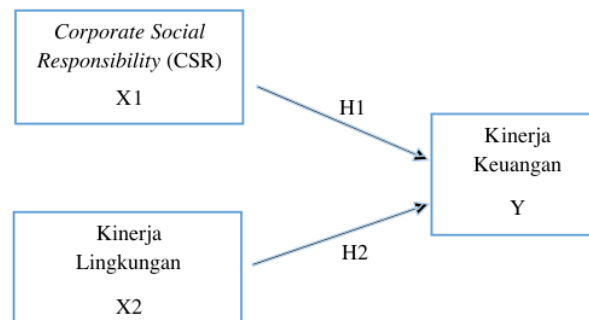 Corporate Social
Responsibility (CSR)
X1
H1
Kinerja
Keuangan
Y
Kinerja
Lingkungan
X2
H2